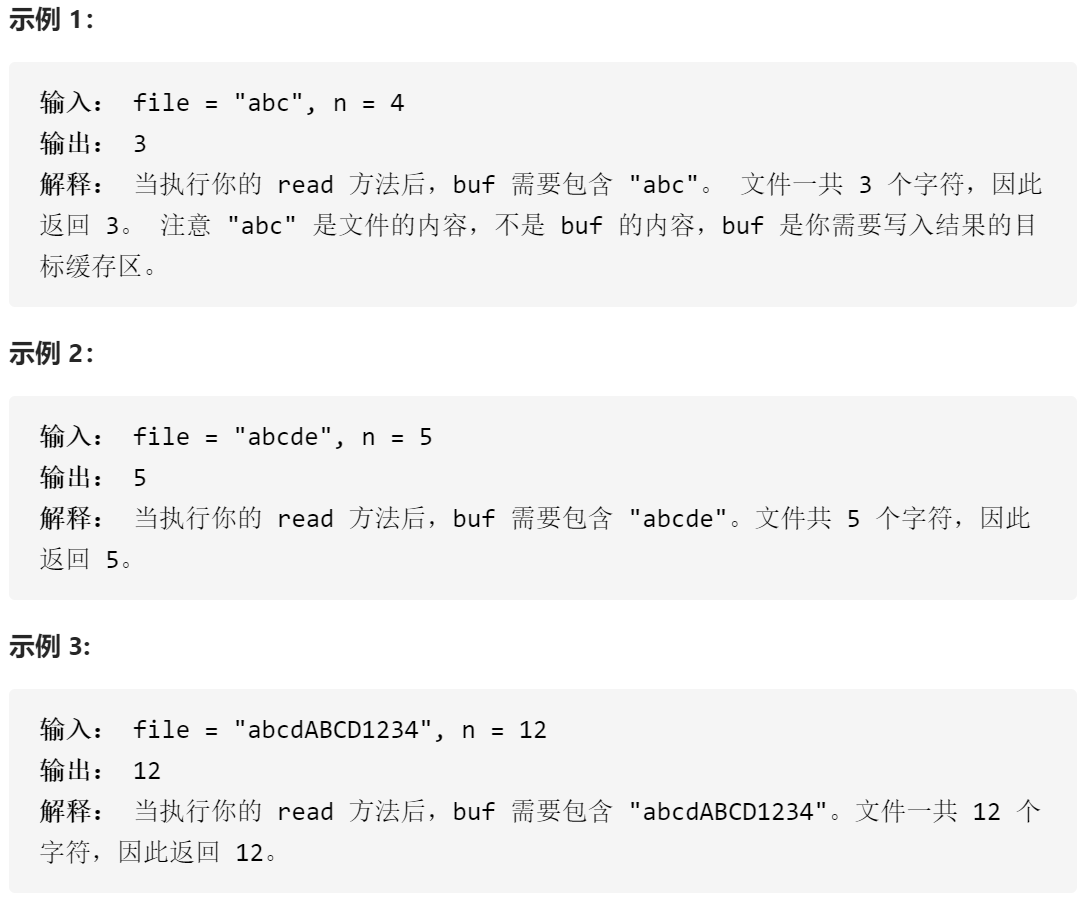 示例 1：
输入： file = "abc", n = 4
输出： 3
解释： 当执行你的 read 方法后，buf 需要包含 "abc"。 文件一共 3 个字符，因此
返回 3。 注意 "abc" 是文件的内容，不是 buf 的内容，buf 是你需要写入结果的目
标缓存区。
示例 2：
输入： file = "abcde", n = 5
输出： 5
解释： 当执行你的 read 方法后，buf 需要包含 "abcde"。文件共 5 个字符，因此
返回 5。
示例 3:
输入： file = "abcdABCD1234", n = 12
输出： 12
解释： 当执行你的 read 方法后，buf 需要包含 "abcdABCD1234"。文件一共 12 个
字符，因此返回 12。